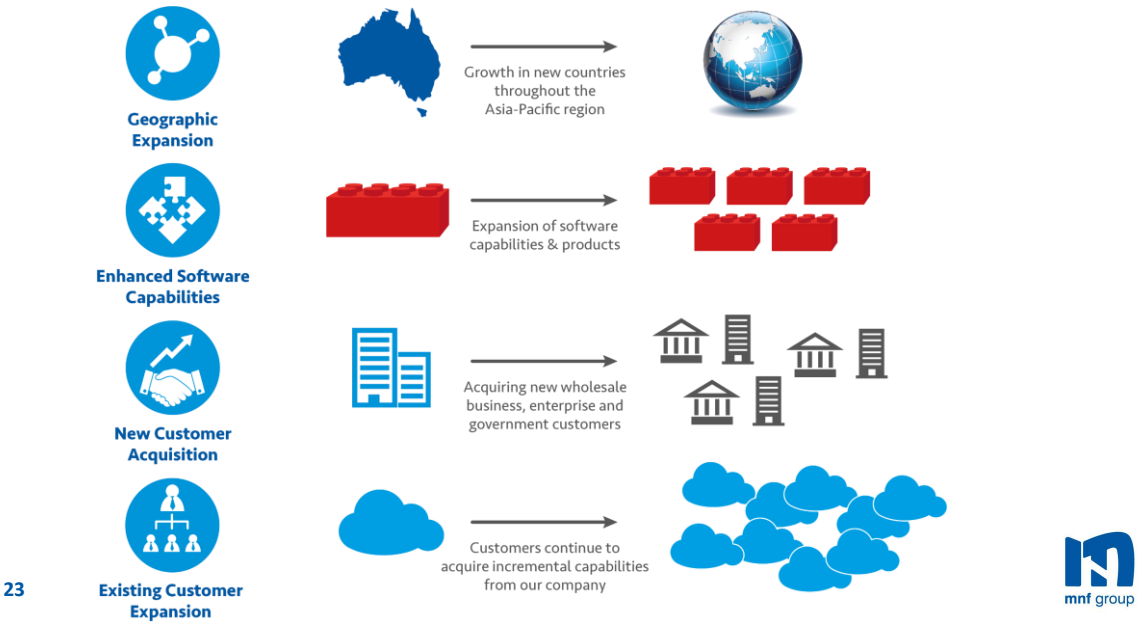 Geographic
Expansion
Growth in new countries
throughout the
Asia-Pacific region
Enhanced Software
Capabilities
Expansion of software
capabilities & products
New Customer
Acquisition
Acquiring new wholesale
business, enterprise and
government customers
Existing Customer
Expansion
Customers continue to
acquire incremental capabilities
from our company
23
mnf group